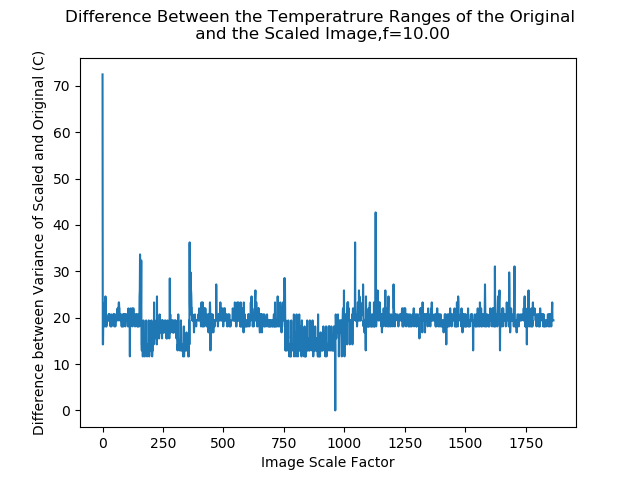 Difference Between the Temperatrure Ranges of the Original
and the Scaled Image,f=10.00
Difference between Variance of Scaled and Original (C)
70
60
50
40
30
20
10
0
0 250 500 750 1000 1250 1500 1750
Image Scale Factor